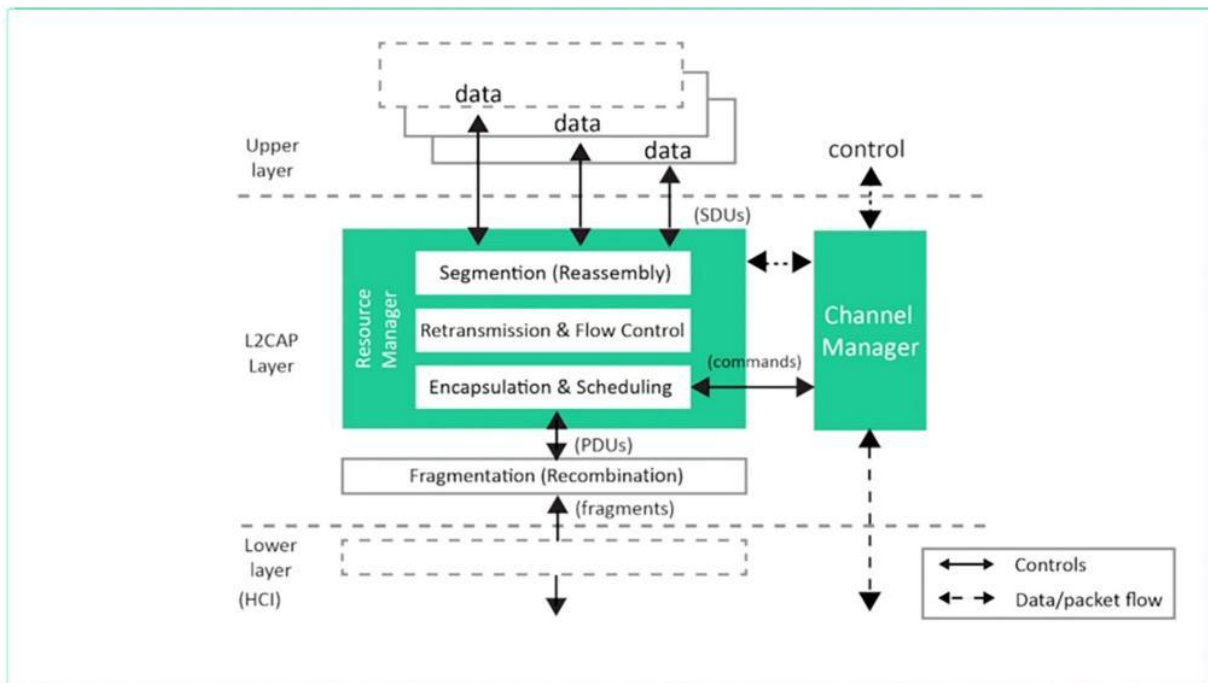 data
data
data
Upper
layer
control
(SDUs)
Segmention (Reassembly)
Resource
Manager
Retransmission & Flow Control
Channel
Manager
L2CAP
Layer
(commands)
Encapsulation & Scheduling
(PDUs)
Fragmentation (Recombination)
(fragments)
Lower
layer
(HCI)
Controls
Data/packet flow